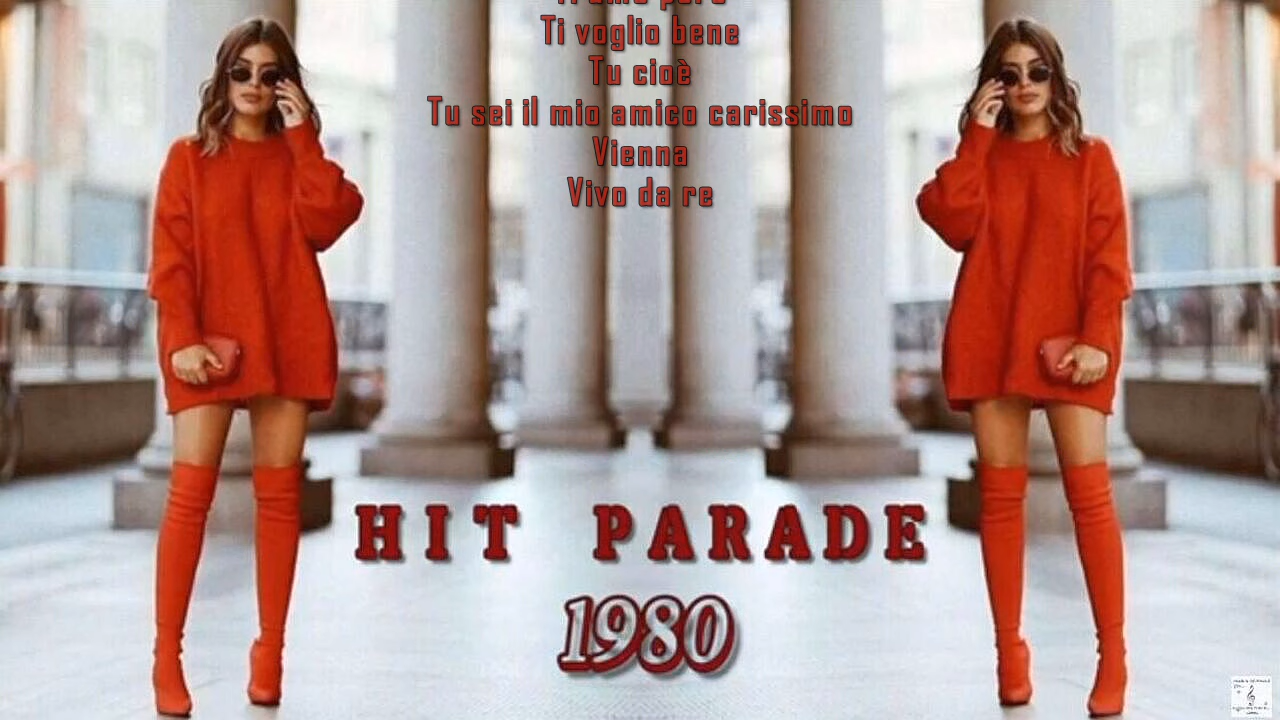 Ti voglio bene
Tu cioè
Tu sei il mio amico carissimo
Vienna
Vivo da re
HIT PARADE
1980